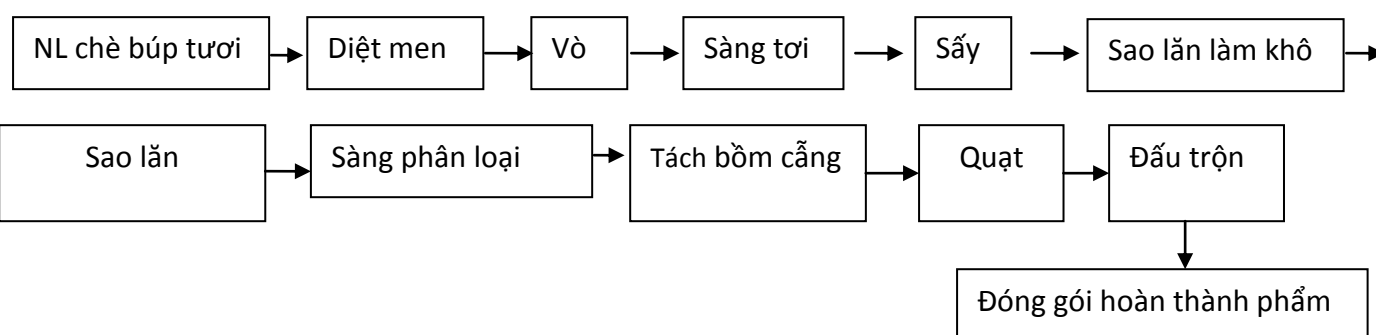 NL chè búp tươi
Diệt men
Vò
Sàng tơi
Sấy
Sao lăn làm khô
Sao lăn
Sàng phân loại
Tách bồm cẫng
Quạt
Đấu trộn
Đóng gói hoàn thành phẩm